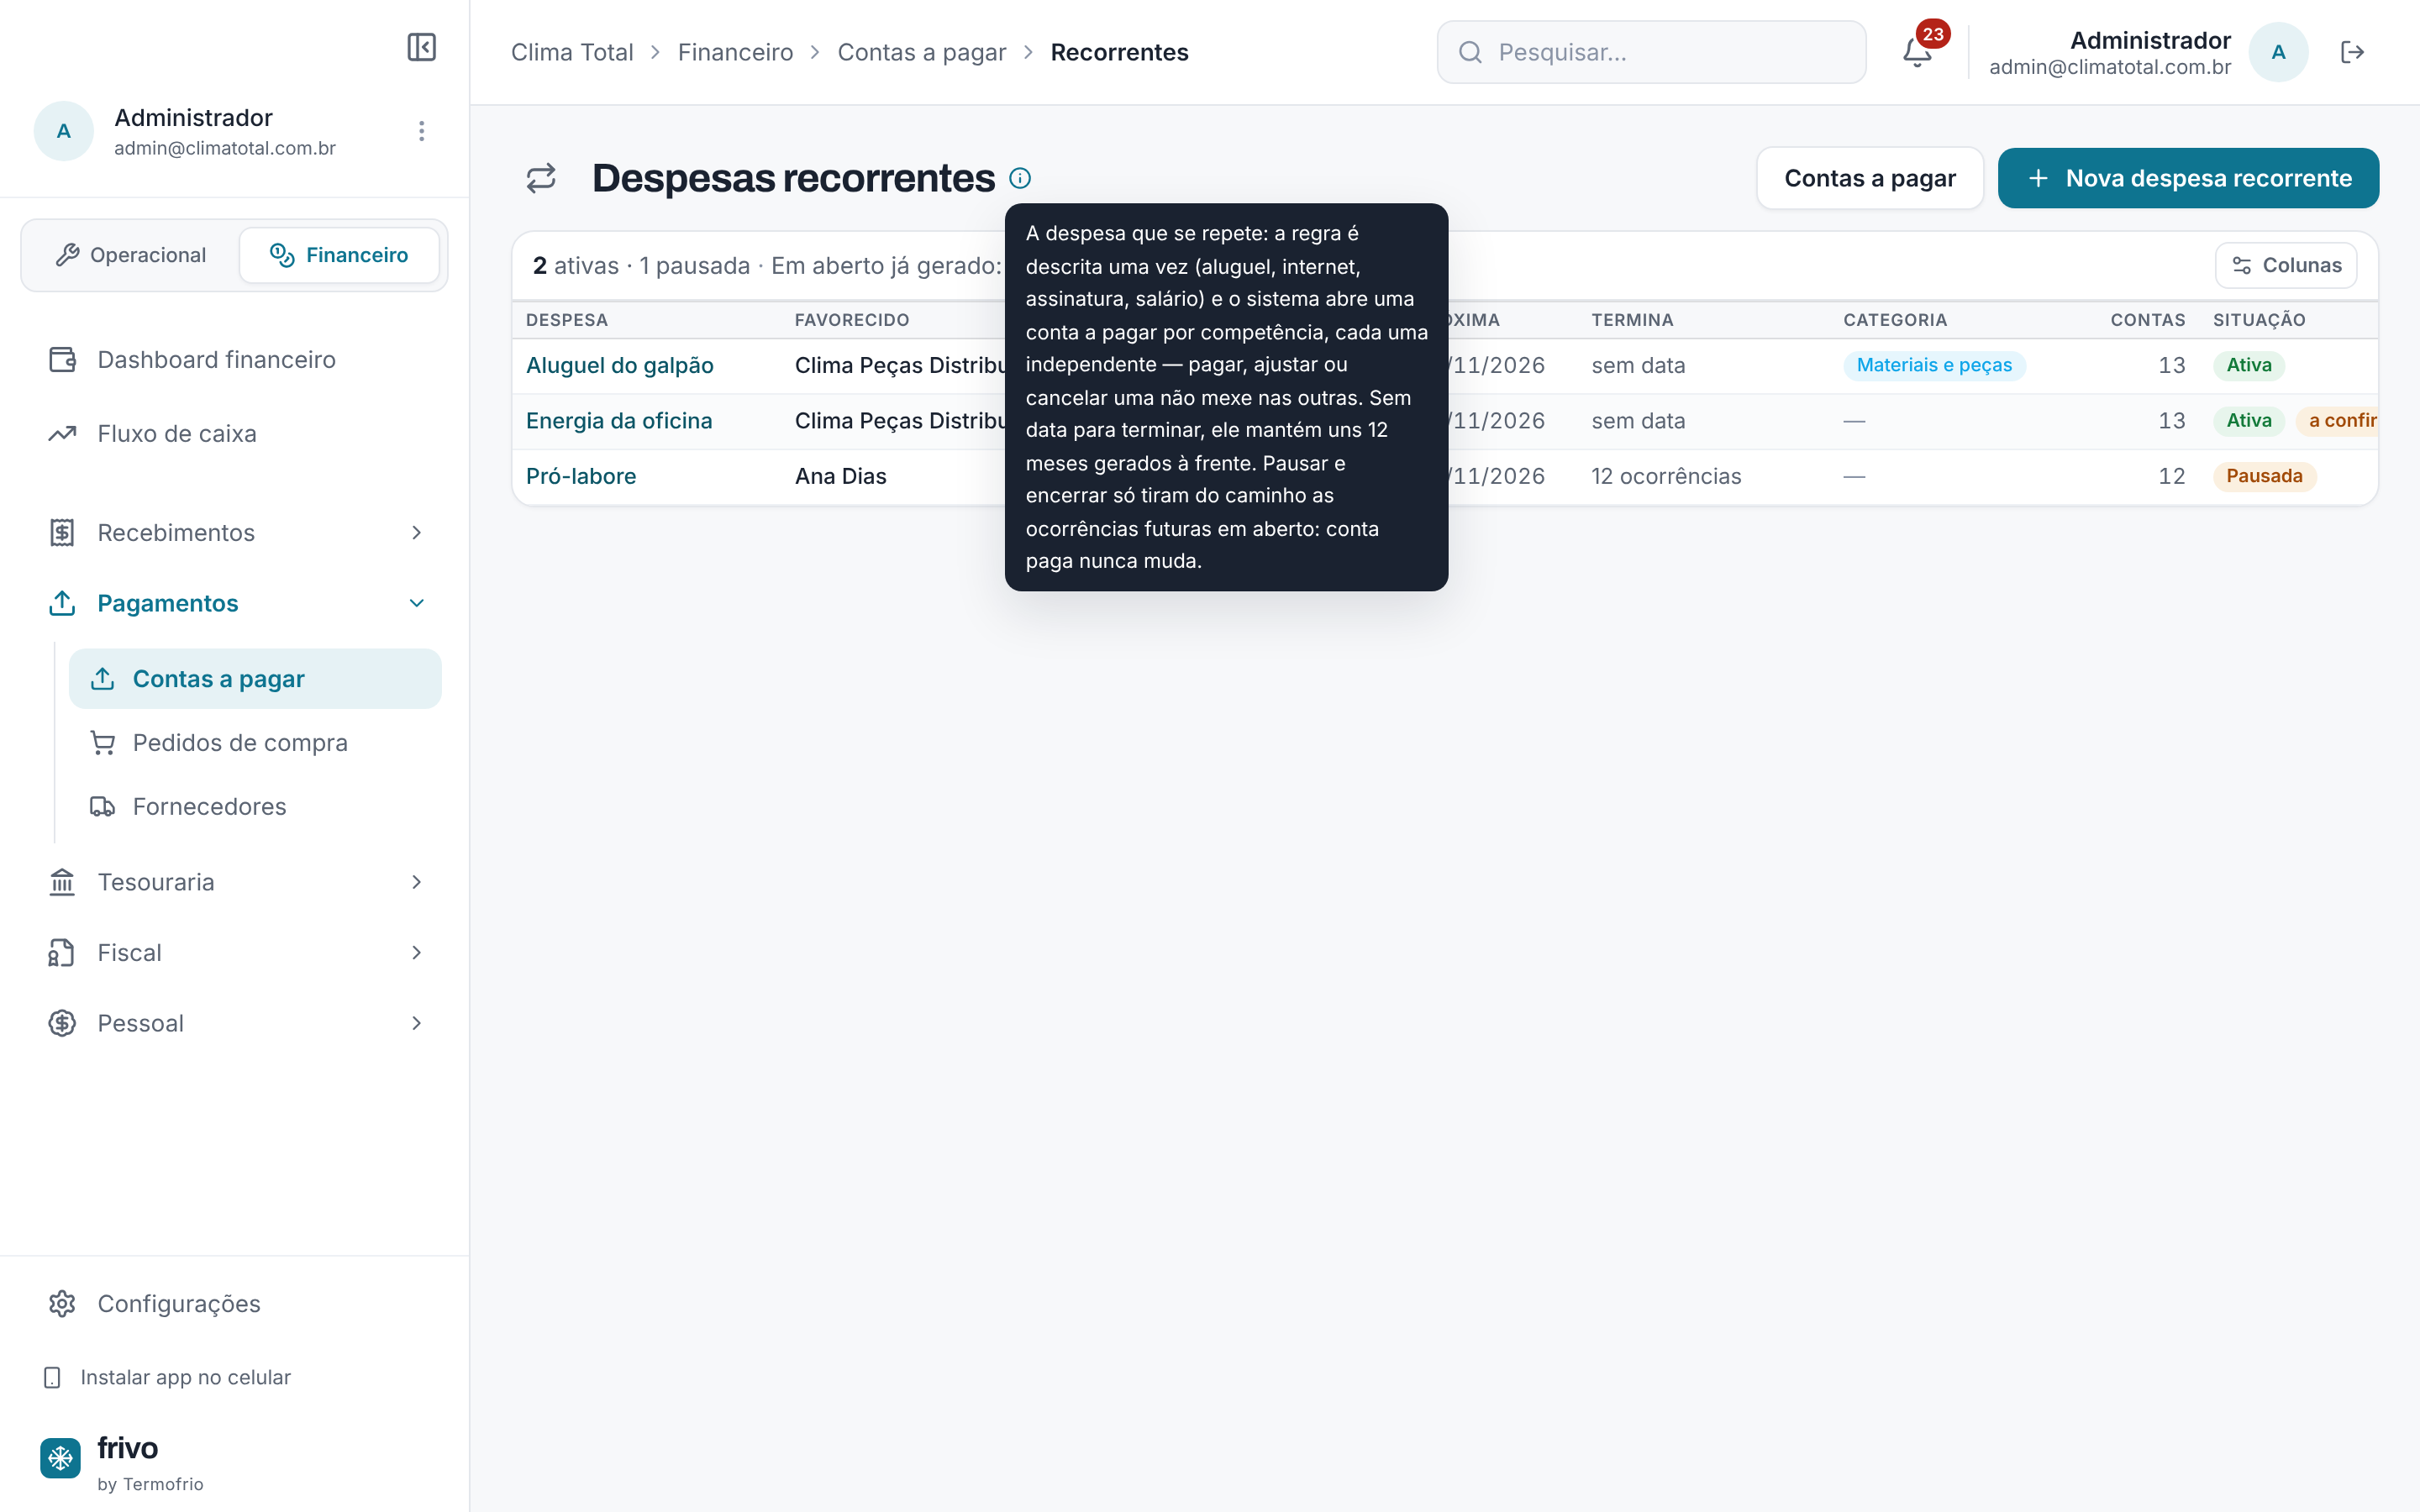 Clima Total > Financeiro > Contas a pagar > Recorrentes
Pesquisar...
23
Administrador
admin@climatotal.com.br
A
A
Administrador
admin@climatotal.com.br
Operacional
Financeiro
Dashboard financeiro
Fluxo de caixa
Recebimentos
Pagamentos
Contas a pagar
Pedidos de compra
Fornecedores
Tesouraria
Fiscal
Pessoal
Configurações
Instalar app no celular
frivo
by Termofrio
Despesas recorrentes
Contas a pagar
+ Nova despesa recorrente
2 ativas · 1 pausada · Em aberto já gerado:
Colunas
A despesa que se repete: a regra é
descrita uma vez (aluguel, internet,
assinatura, salário) e o sistema abre uma
conta a pagar por competência, cada uma
independente — pagar, ajustar ou
cancelar uma não mexe nas outras. Sem
data para terminar, ele mantém uns 12
meses gerados à frente. Pausar e
encerrar só tiram do caminho as
ocorrências futuras em aberto: conta
paga nunca muda.
DESPESA FAVORECIDO TERMINA CATEGORIA CONTAS SITUAÇÃO
Aluguel do galpão Clima Peças /11/2026 sem data Materiais e peças 13 Ativa
Energia da oficina Clima Peças /11/2026 sem data — 13 Ativa
Pró-labore Ana Dias /11/2026 12 ocorrências — 12 Pausada